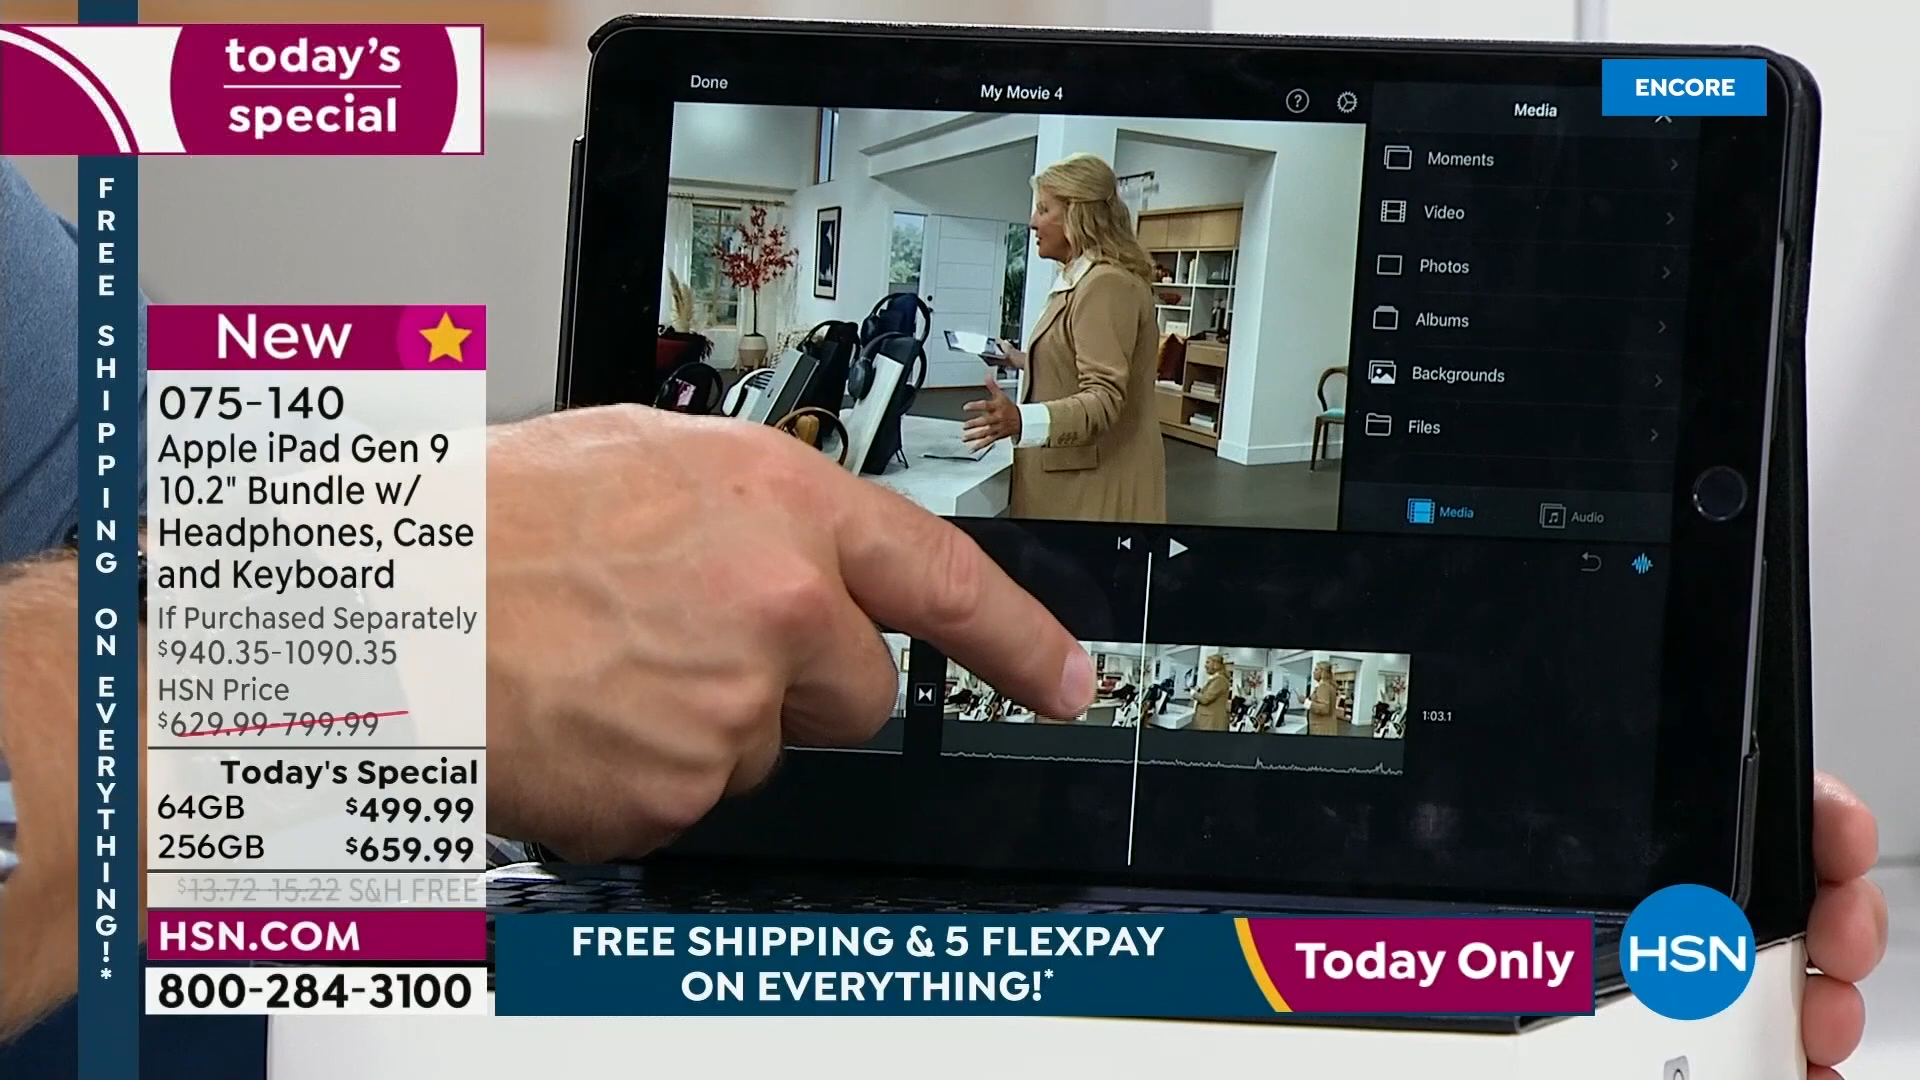 today's
special
FREE SHIPPING ON EVERYTHING!*
New
075-140
Apple iPad Gen 9
10.2" Bundle w/
Headphones, Case
and Keyboard
If Purchased Separately
$940.35-1090.35
HSN Price
$629.99-799.99
Today's Special
64GB $499.99
256GB $659.99
$13.72-15.22 S&H FREE
HSN.COM
800-284-3100
Done
My Movie 4
?
Media
ENCORE
Moments
Video
Photos
Albums
Backgrounds
Files
Media
Audio
1:03.1
FREE SHIPPING & 5 FLEXPAY
ON EVERYTHING!*
Today Only
HSN